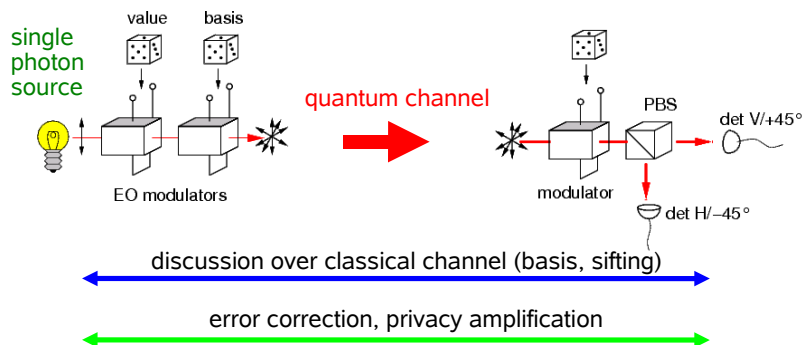 value
basis
single
photon
source
quantum channel
PBS
det V/+45°
EO modulators
modulator
det H/−45°
discussion over classical channel (basis, sifting)
error correction, privacy amplification